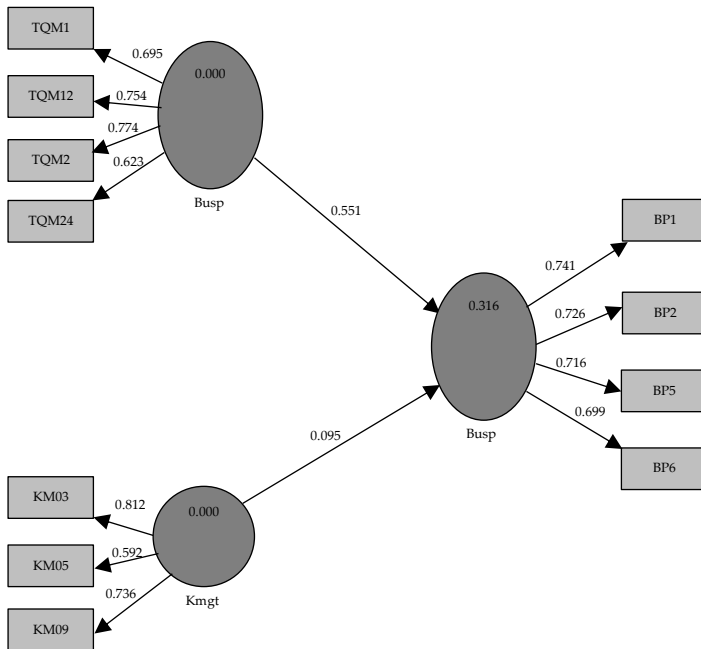 TQM1
0.695
0.000
TQM12
0.754
0.774
TQM2
0.623
TQM24
Busp
0.551
BP1
0.741
0.316
0.726
BP2
0.716
BP5
0.699
Busp
0.095
BP6
KM03
0.812
0.000
0.592
KM05
0.736
Kmgt
KM09